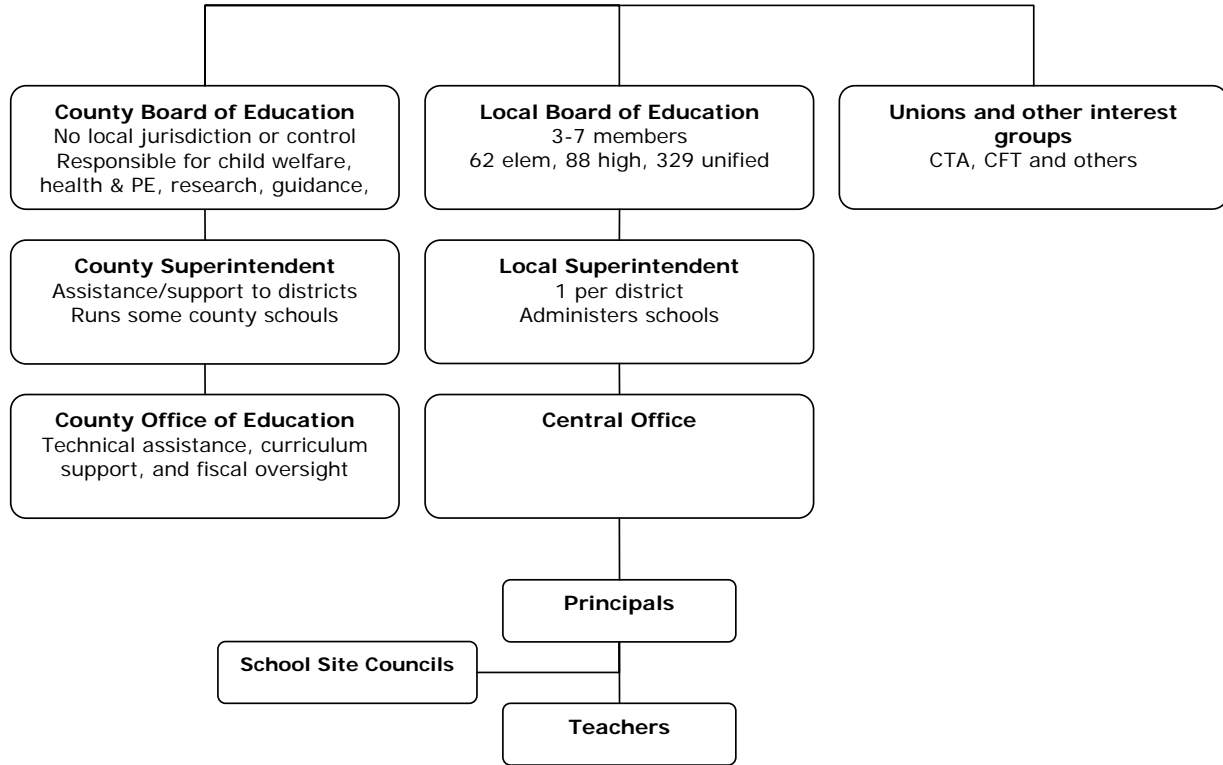 County Board of Education
No local jurisdiction or control
Responsible for child welfare,
health & PE, research, guidance,
Local Board of Education
3-7 members
62 elem, 88 high, 329 unified
Unions and other interest
groups
CTA, CFT and others
County Superintendent
Assistance/support to districts
Runs some county schouls
Local Superintendent
1 per district
Administers schools
County Office of Education
Technical assistance, curriculum
support, and fiscal oversight
Central Office
Principals
School Site Councils
Teachers